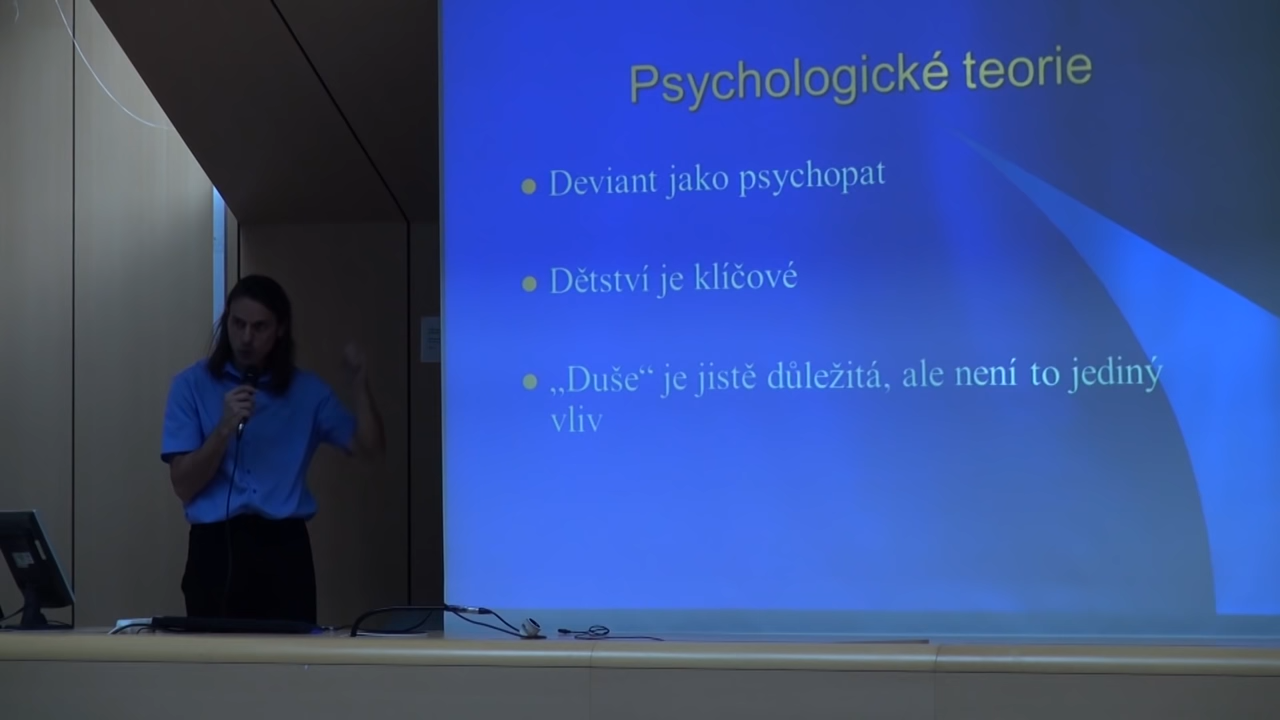 Psychologické teorie
Deviant jako psychopat
Dětství je klíčové
„Duše“ je jistě důležitá, ale není to jediný
vliv